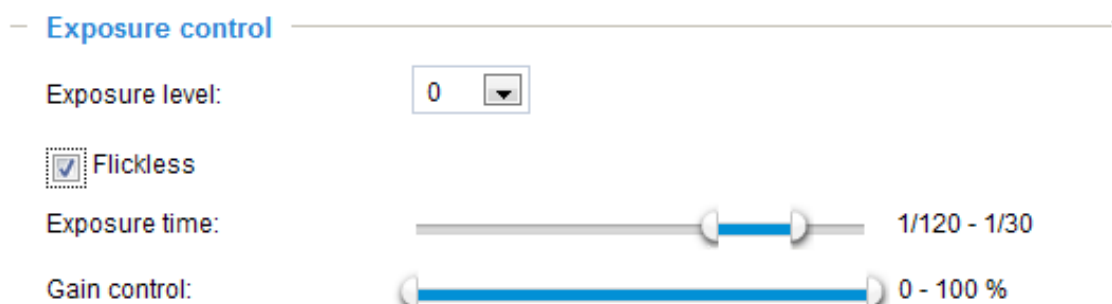 Exposure control
Exposure level: 0
Flickless
Exposure time: 1/120 - 1/30
Gain control: 0 - 100 %